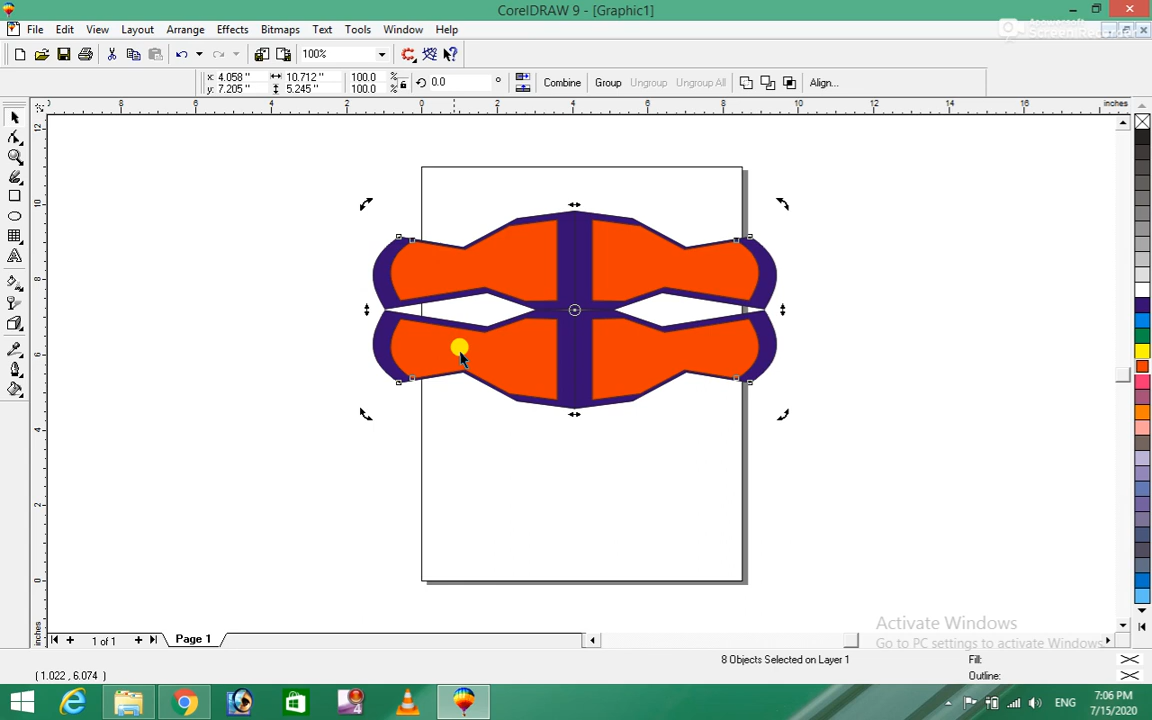 CorelDRAW 9 - [Graphic1]
File Edit View Layout Arrange Effects Bitmaps Text Tools Window Help
Screen Recorder
100%
x: 4.058 " 10.712 " 100.0 % 0.0 ° Combine Group Ungroup Ungroup All Align...
y: 7.205 " 5.245 " 100.0 %
8 6 4 2 0 2 4 6 8 10 12 14 16 inches
12
10
8
6
4
2
0
inches
Activate Windows
Go to PC settings to activate Windows.
1 of 1 Page 1
8 Objects Selected on Layer 1 Fill:
(1.022 , 6.074 ) Outline:
ENG 7:06 PM
7/15/2020